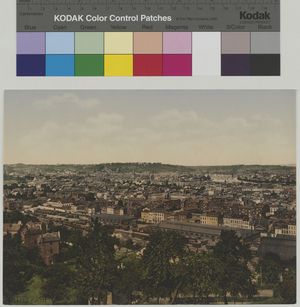 KODAK Color Control Patches
Kodak
Blue Cyan Green Yellow Red Magenta White 3/Color Black